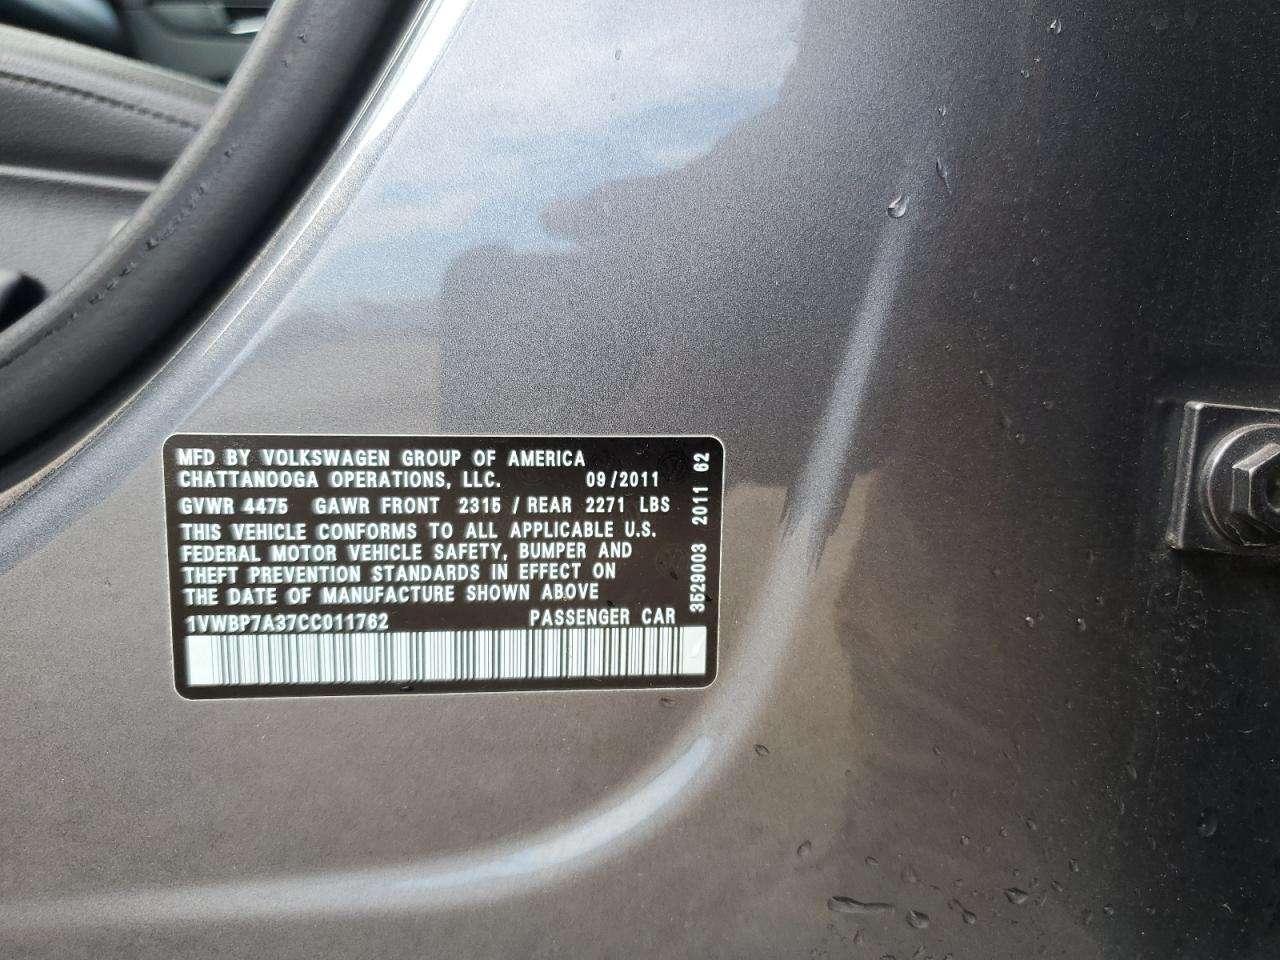 MFD BY VOLKSWAGEN GROUP OF AMERICA
CHATTANOOGA OPERATIONS, LLC. 09/2011
GVWR 4475 GAWR FRONT 2315 / REAR 2271 LBS
THIS VEHICLE CONFORMS TO ALL APPLICABLE U.S.
FEDERAL MOTOR VEHICLE SAFETY, BUMPER AND
THEFT PREVENTION STANDARDS IN EFFECT ON
THE DATE OF MANUFACTURE SHOWN ABOVE
1VWBP7A37CC011762 PASSENGER CAR
3529003 2011 62